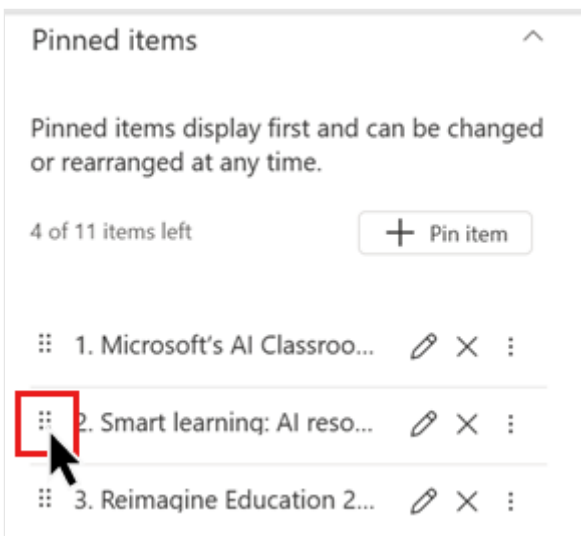 Pinned items
Pinned items display first and can be changed
or rearranged at any time.
4 of 11 items left
Pin item
1. Microsoft's AI Classroo...
2. Smart learning: AI reso...
3. Reimagine Education 2...